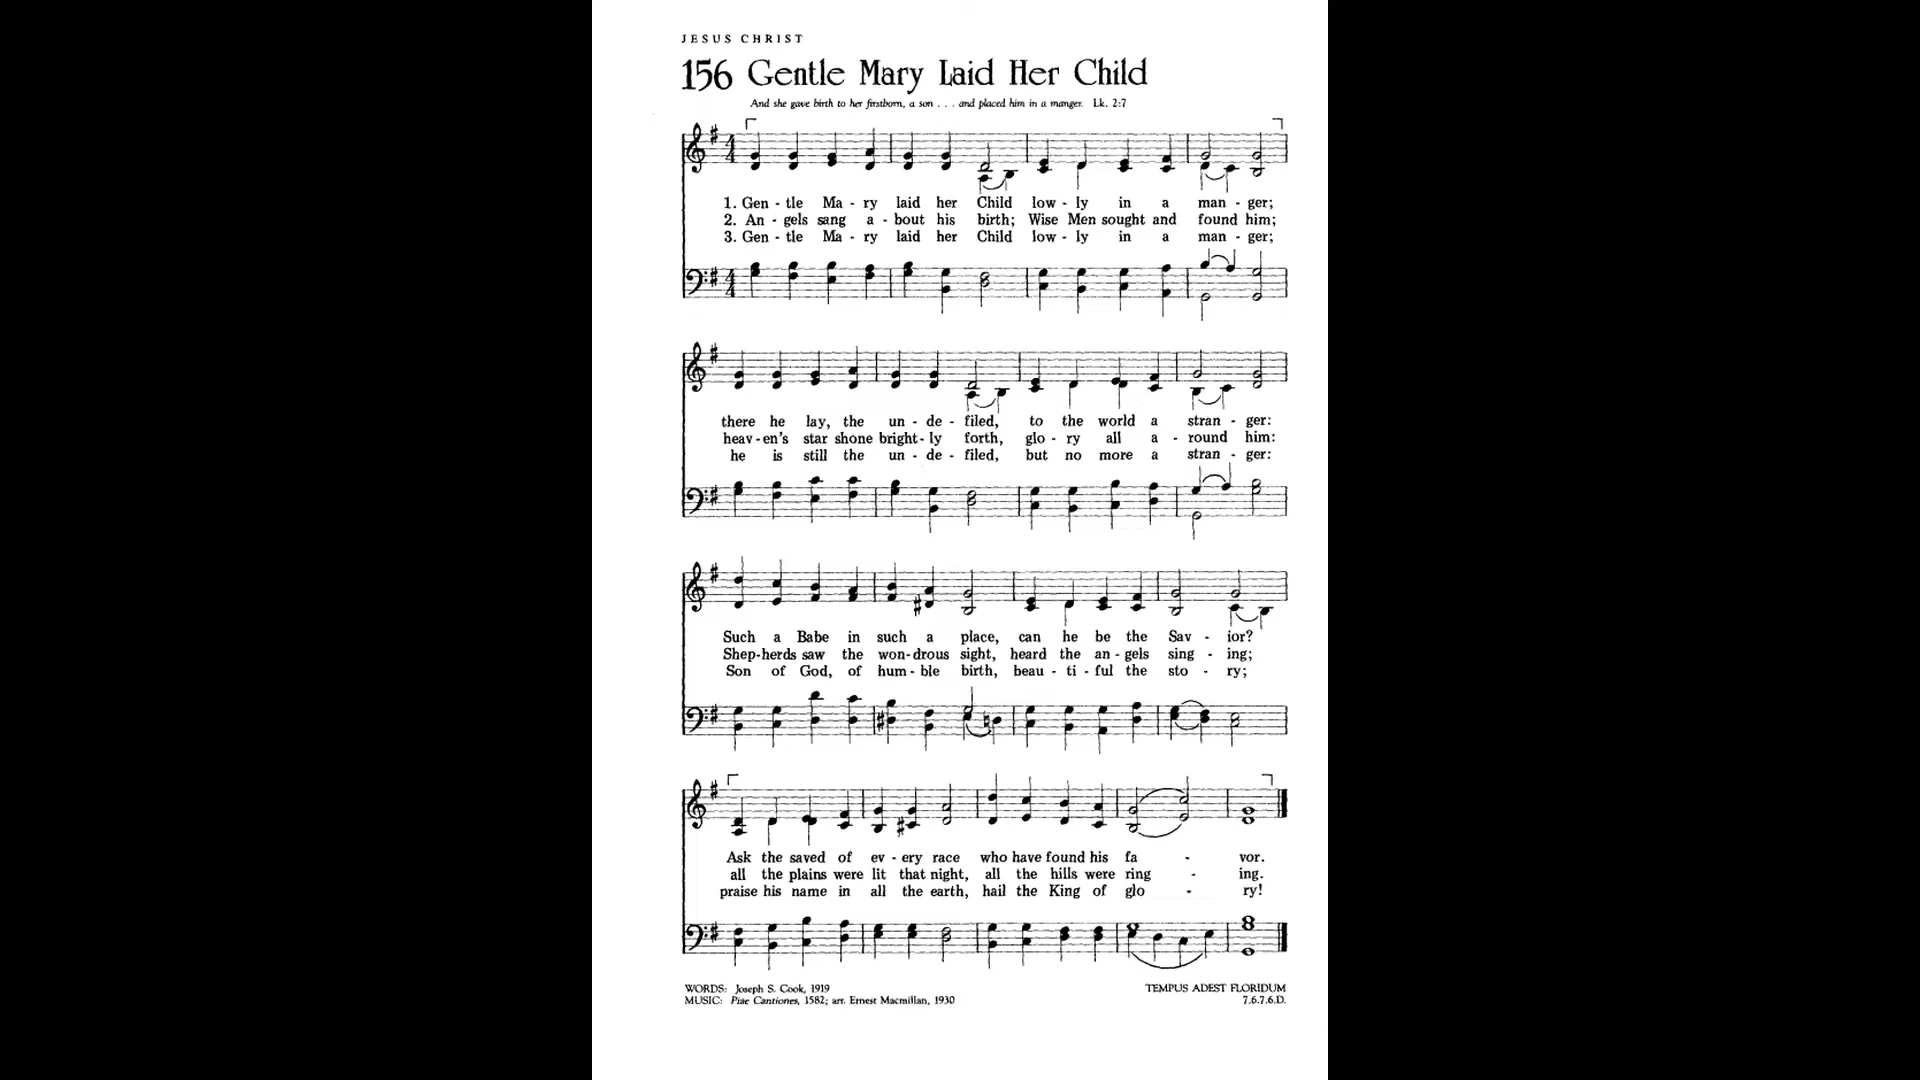 JESUS CHRIST
156 Gentle Mary Laid Her Child
And she gave birth to her firstborn, a son . . . and placed him in a manger. Lk. 2:7
1. Gen - tle Ma - ry laid her Child low - ly in a man - ger;
2. An - gels sang a - bout his birth; Wise Men sought and found him;
3. Gen - tle Ma - ry laid her Child low - ly in a man - ger;
there he lay, the un - de - filed, to the world a stran - ger:
heav - en's star shone bright - ly forth, glo - ry all a - round him:
he is still the un - de - filed, but no more a stran - ger:
Such a Babe in such a place, can he be the Sav - ior?
Shep - herds saw the won - drous sight, heard the an - gels sing - ing;
Son of God, of hum - ble birth, beau - ti - ful the sto - ry;
Ask the saved of ev - ery race who have found his fa - vor.
all the plains were lit that night, all the hills were ring - ing.
praise his name in all the earth, hail the King of glo - ry!
WORDS: Joseph S. Cook, 1919
MUSIC: Piae Cantiones, 1582; arr. Ernest Macmillan, 1930
TEMPUS ADEST FLORIDUM
7.6.7.6.D.